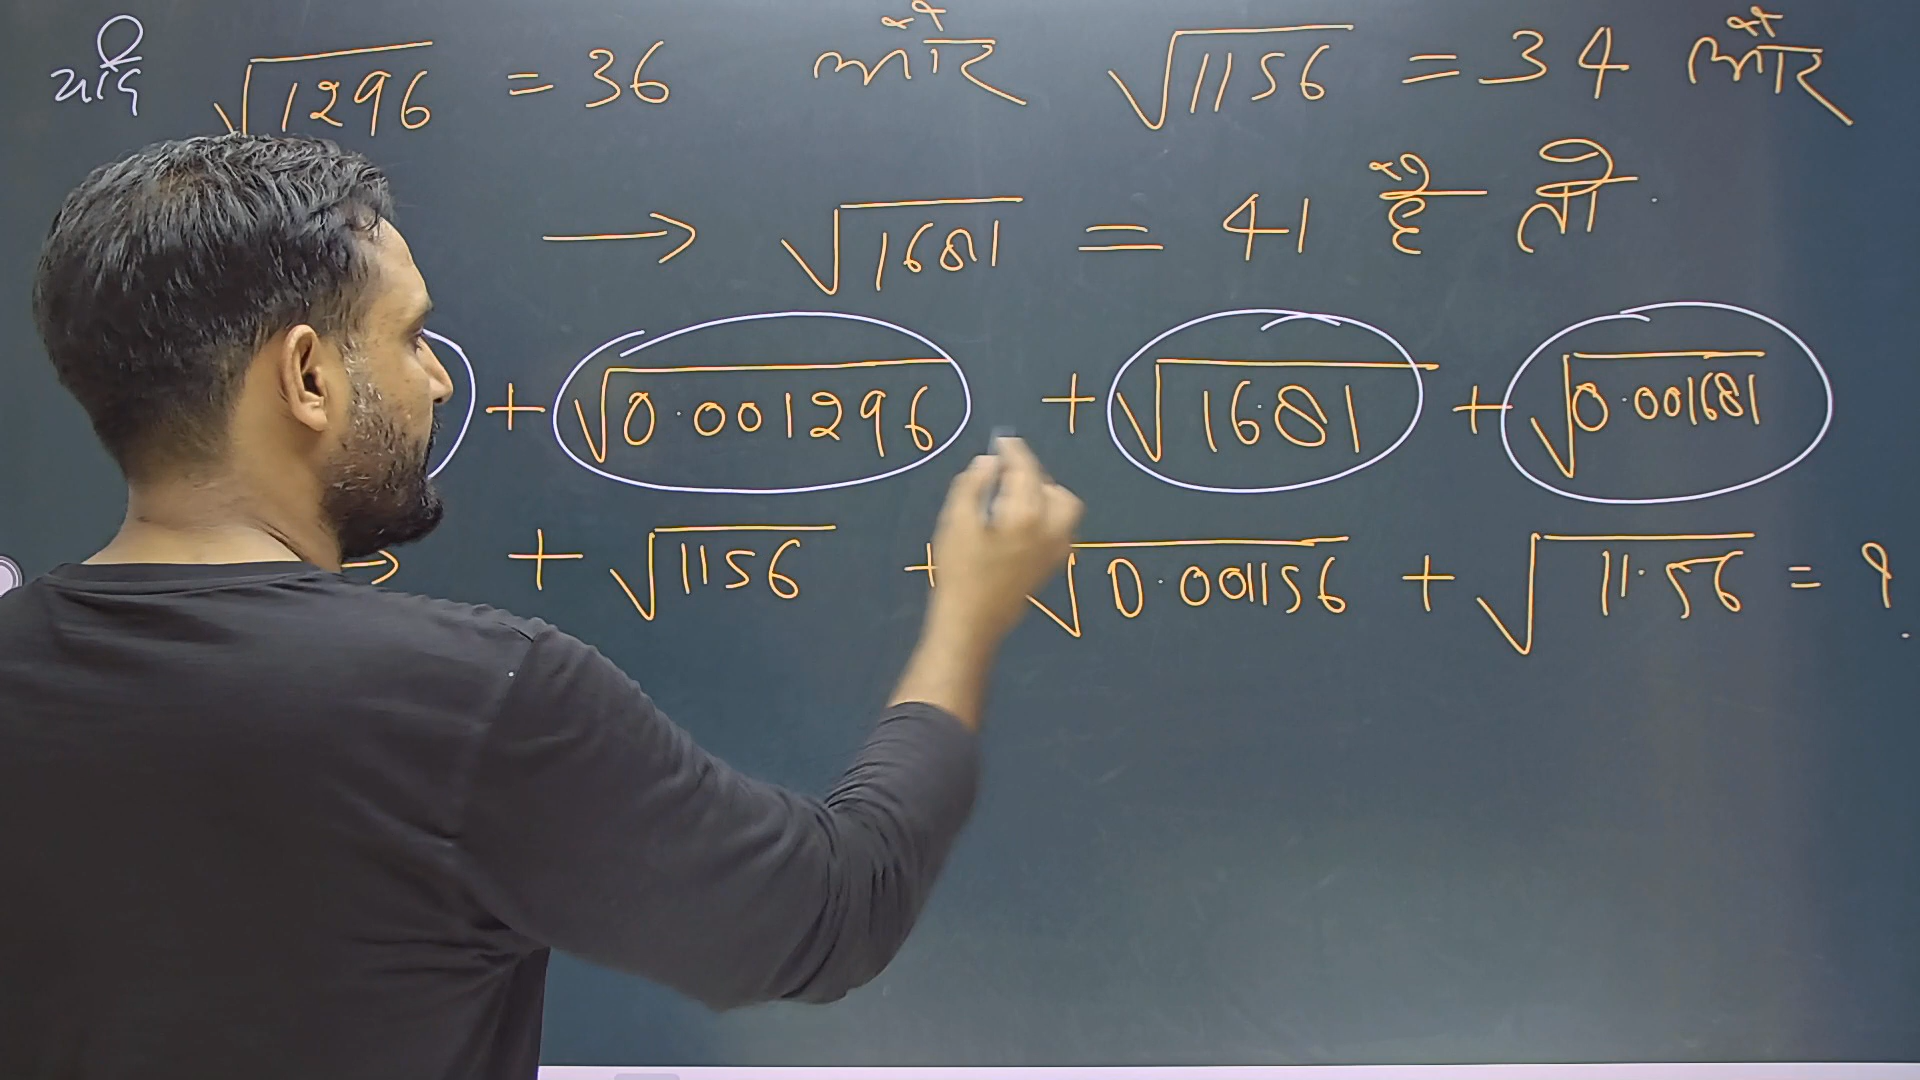 यदि √1296 = 36 और √1156 = 34 और
→ √1681 = 41 है तो
+ √0.001296 + √16.81 + √0.001681
→ + √1156 + √0.001156 + √11.56 = ?